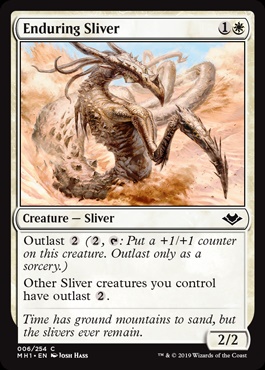 Enduring Sliver 1
Creature — Sliver
Outlast 2 (2, : Put a +1/+1 counter
on this creature. Outlast only as a
sorcery.)
Other Sliver creatures you control
have outlast 2.
Time has ground mountains to sand, but
the slivers ever remain.
2/2
006/254 C
MH1 • EN Josh Hass
™ & © 2019 Wizards of the Coast